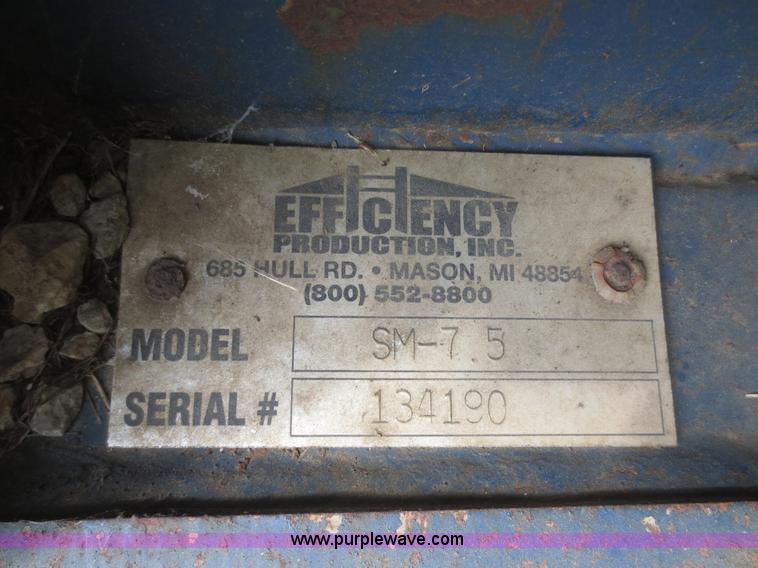 EFFICIENCY
PRODUCTION, INC.
685 HULL RD. • MASON, MI 48854
(800) 552-8800
MODEL SM-7.5
SERIAL # 134190
www.purplewave.com